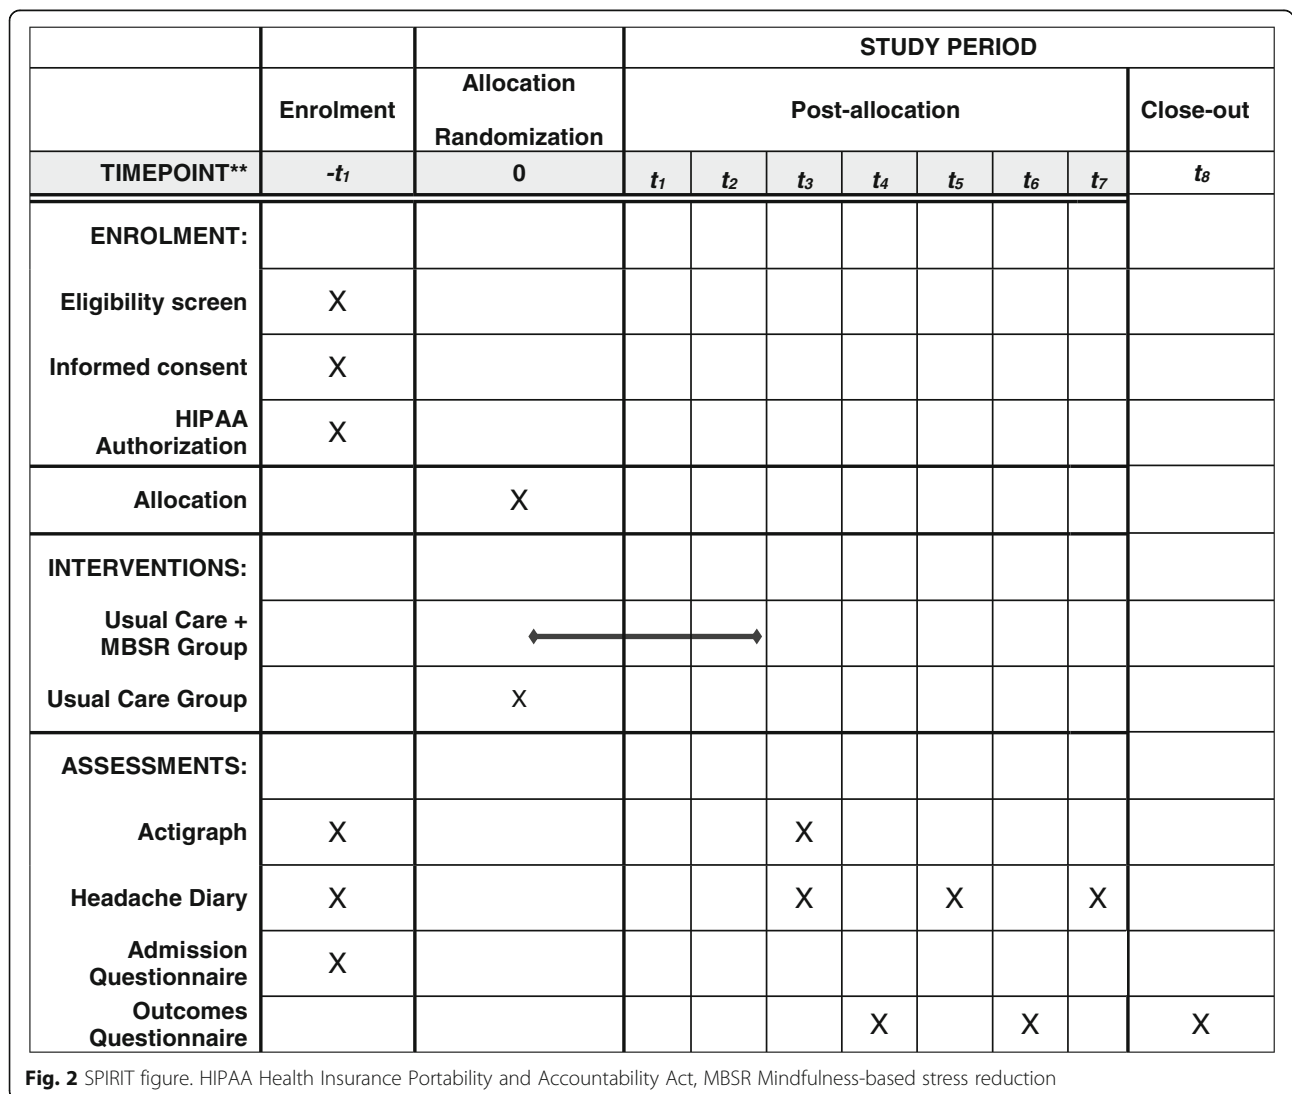 STUDY PERIOD
Enrolment
Allocation
Randomization
Post-allocation
Close-out
TIMEPOINT** -t1 0 t1 t2 t3 t4 t5 t6 t7 t8
ENROLMENT:
Eligibility screen X
Informed consent X
HIPAA
Authorization X
Allocation X
INTERVENTIONS:
Usual Care +
MBSR Group
Usual Care Group X
ASSESSMENTS:
Actigraph X X
Headache Diary X X X X
Admission
Questionnaire X
Outcomes
Questionnaire X X X
Fig. 2 SPIRIT figure. HIPAA Health Insurance Portability and Accountability Act, MBSR Mindfulness-based stress reduction